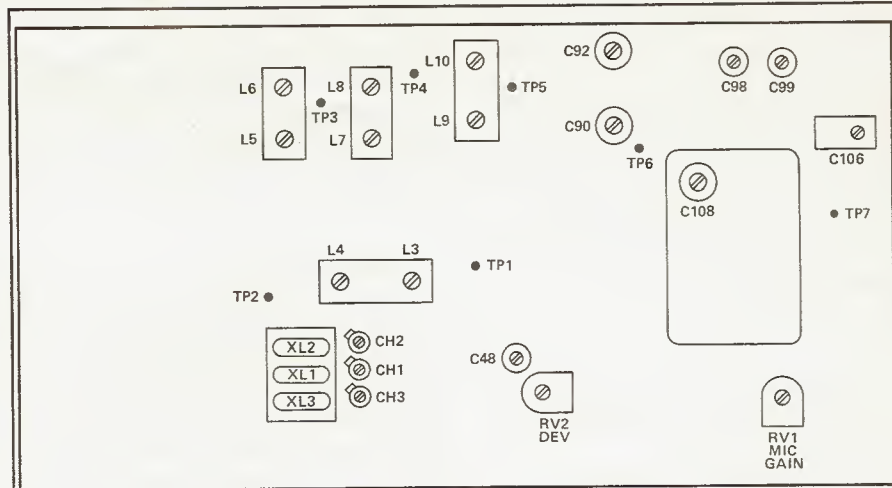 C92
C98 C99
L10
L9
TP5
L6
L5
TP3
L8
L7
TP4
C90
TP6
C106
C108
TP7
L4 L3
TP1
TP2
XL2
XL1
XL3
CH2
CH1
CH3
C48
RV2
DEV
RV1
MIC
GAIN